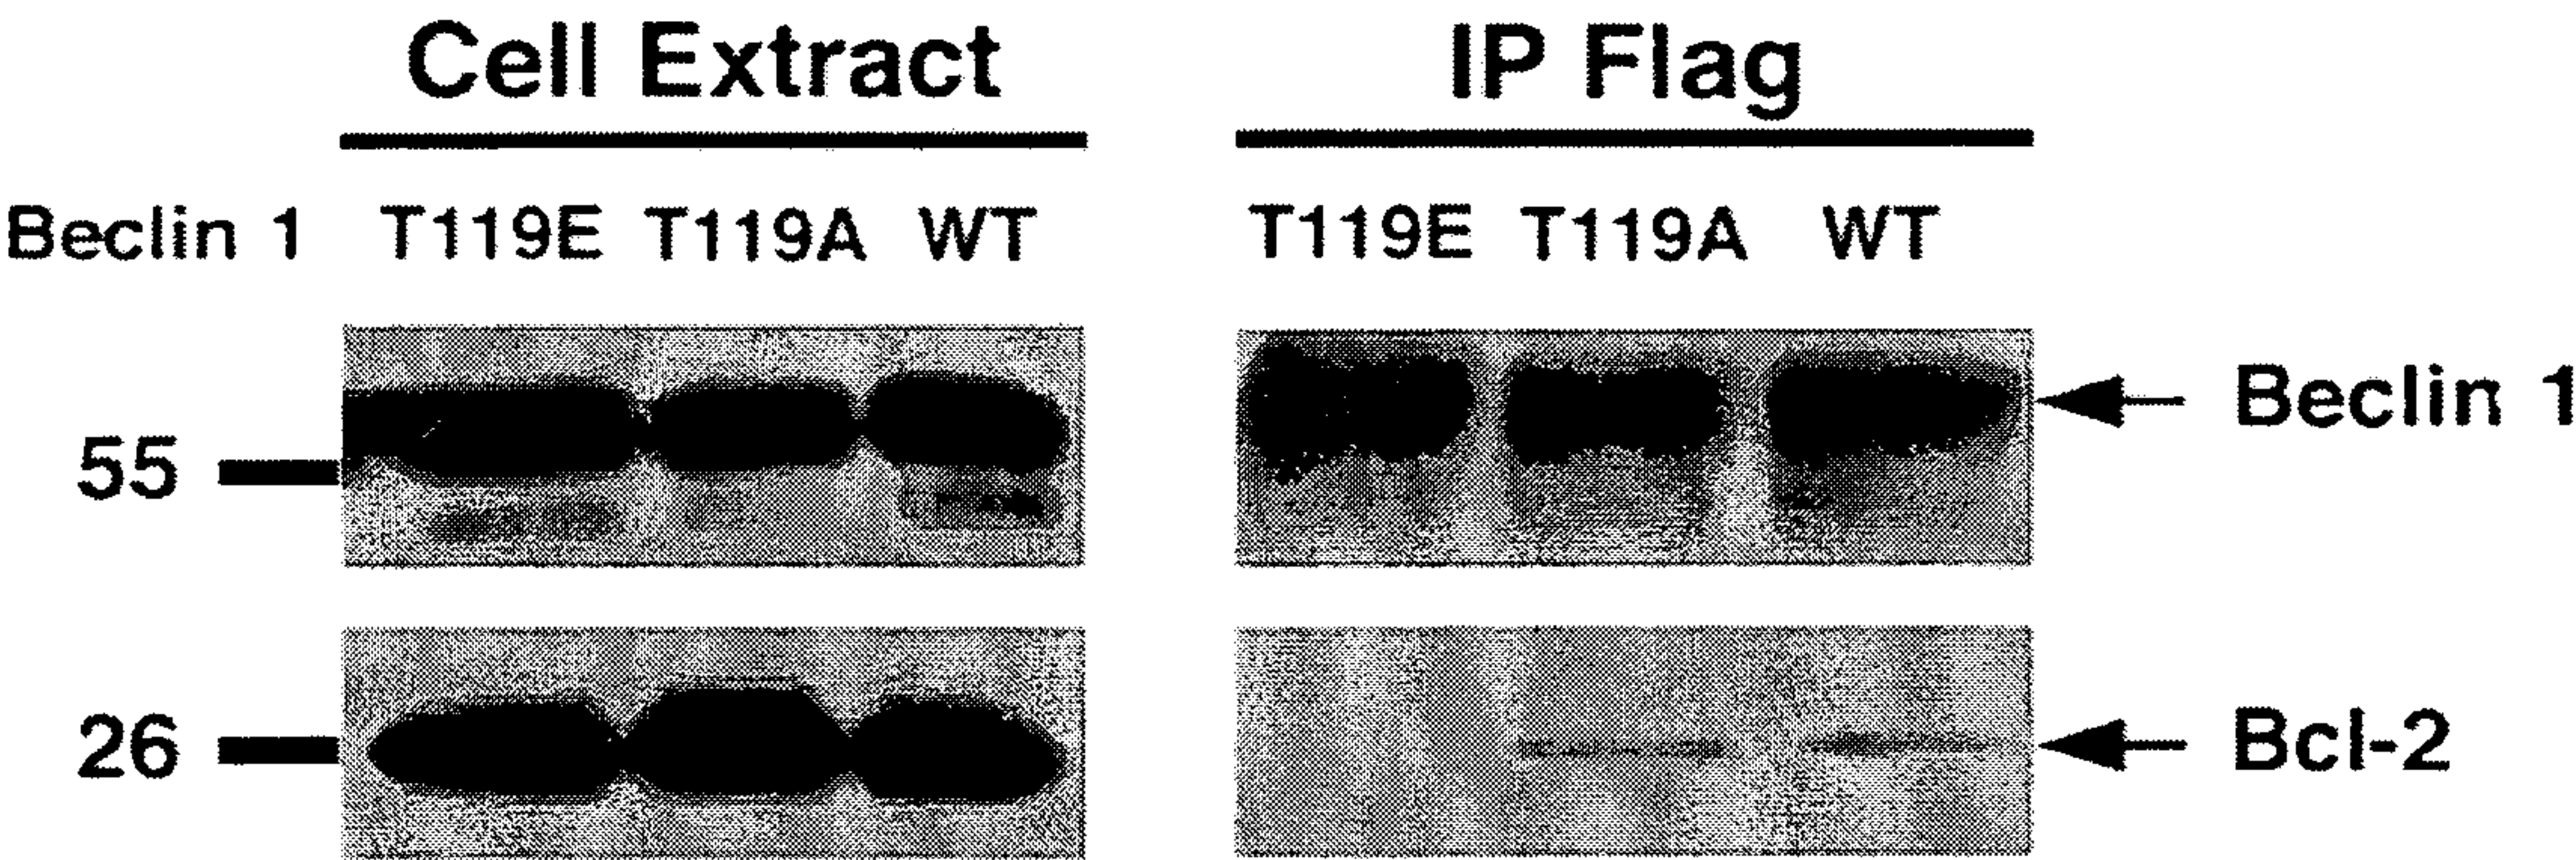 Cell Extract IP Flag
Beclin 1 T119E T119A WT T119E T119A WT
Beclin 1
55
26 Bcl-2